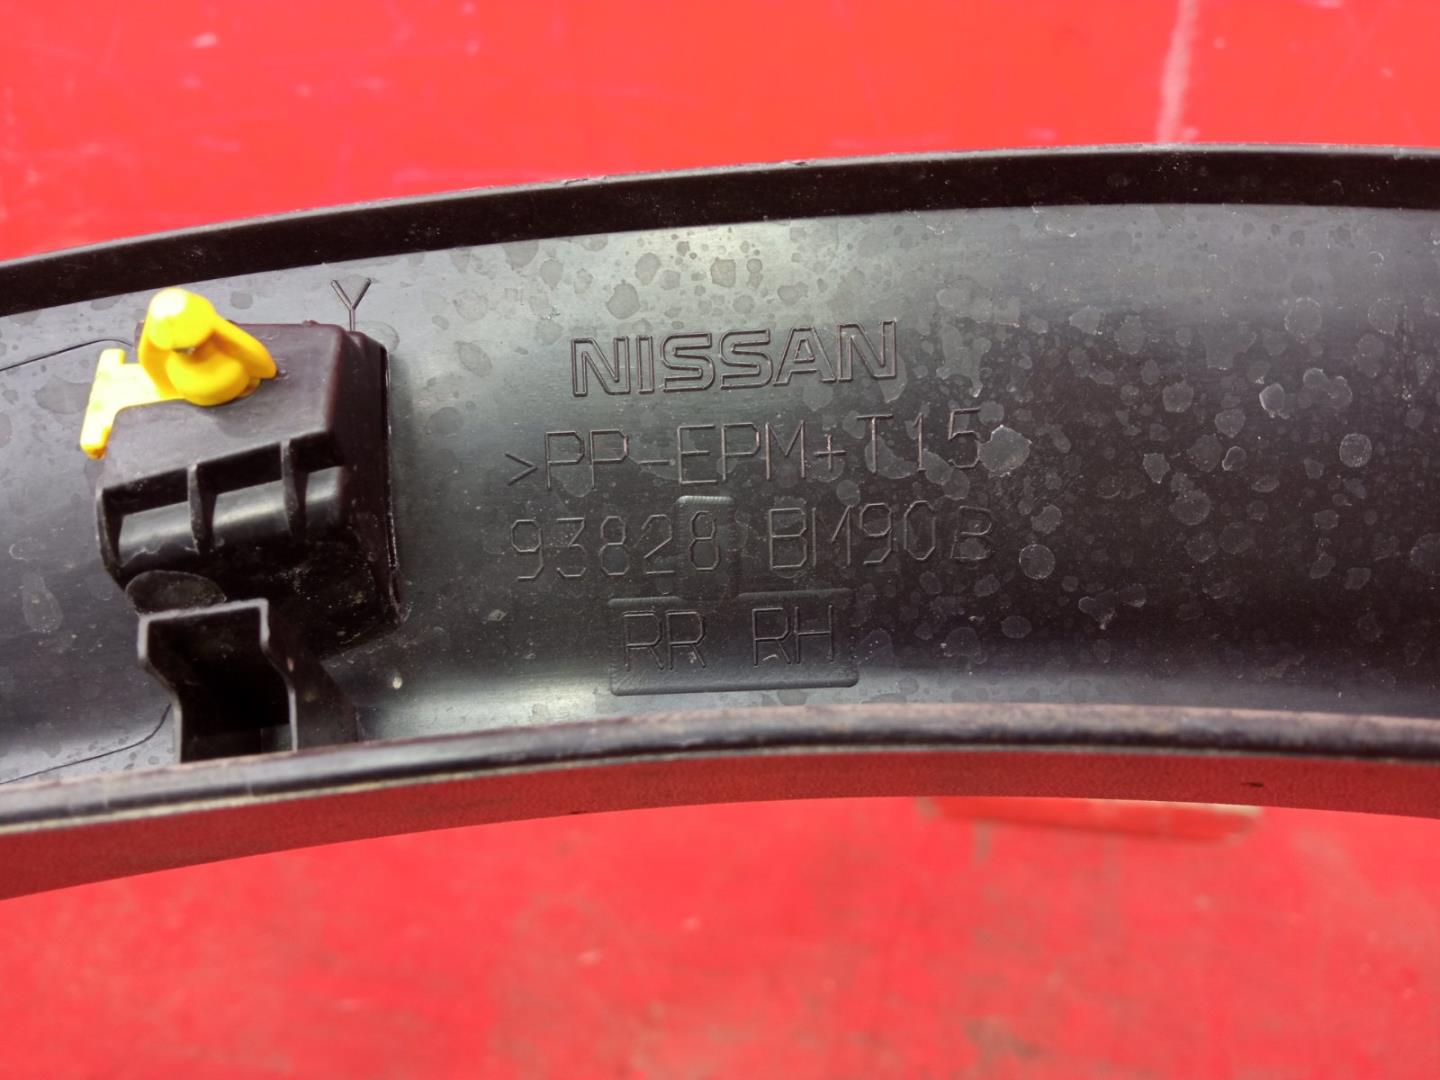 NISSAN
>PP-EPM+T15
93828 BM90B
RR RH